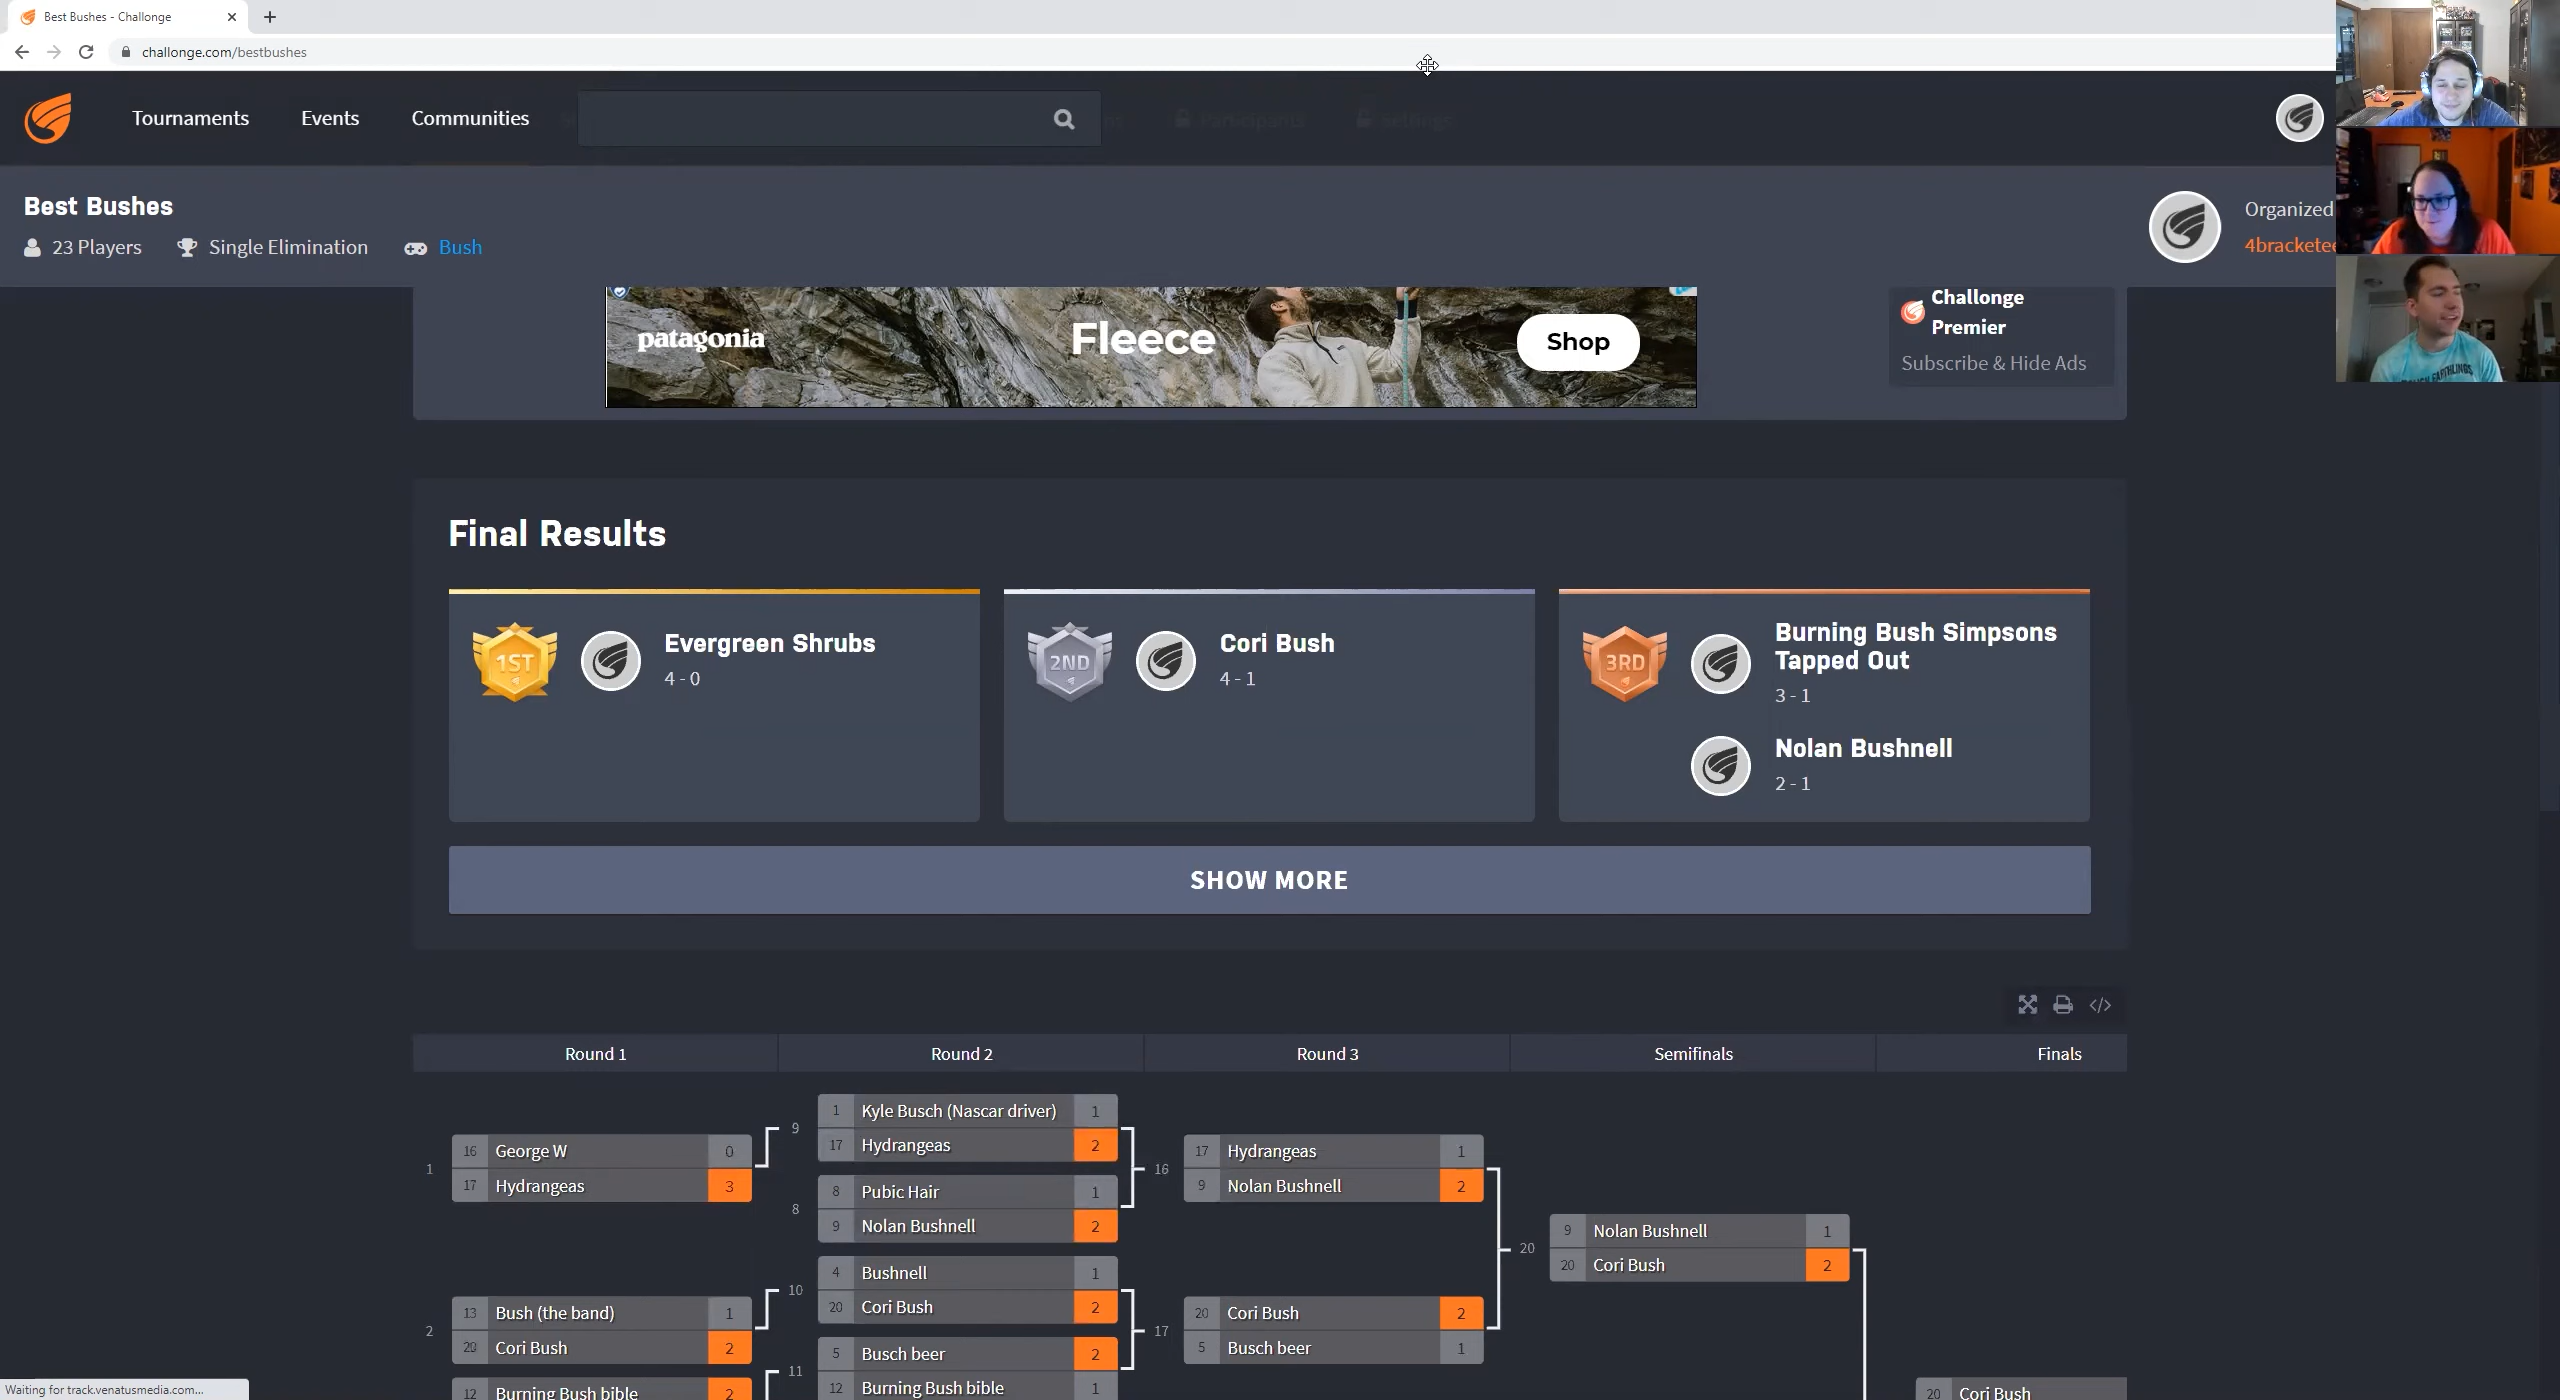 Best Bushes - Challonge
challonge.com/bestbushes
Tournaments Events Communities
Participants Settings
Best Bushes
23 Players Single Elimination Bush
Organized
4brackete
patagonia Fleece Shop
Challonge
Premier
Subscribe & Hide Ads
Final Results
1ST Evergreen Shrubs
4 - 0
2ND Cori Bush
4 - 1
3RD Burning Bush Simpsons
Tapped Out
3 - 1
Nolan Bushnell
2 - 1
SHOW MORE
Round 1 Round 2 Round 3 Semifinals Finals
1
16 George W 0
17 Hydrangeas 3
2
13 Bush (the band) 1
20 Cori Bush 2
12 Burning Bush bible 2
9
1 Kyle Busch (Nascar driver) 1
17 Hydrangeas 2
8
8 Pubic Hair 1
9 Nolan Bushnell 2
10
4 Bushnell 1
20 Cori Bush 2
11
5 Busch beer 2
12 Burning Bush bible 1
16
17 Hydrangeas 1
9 Nolan Bushnell 2
17
20 Cori Bush 2
5 Busch beer 1
20
9 Nolan Bushnell 1
20 Cori Bush 2
20 Cori Bush
Waiting for track.venatusmedia.com...